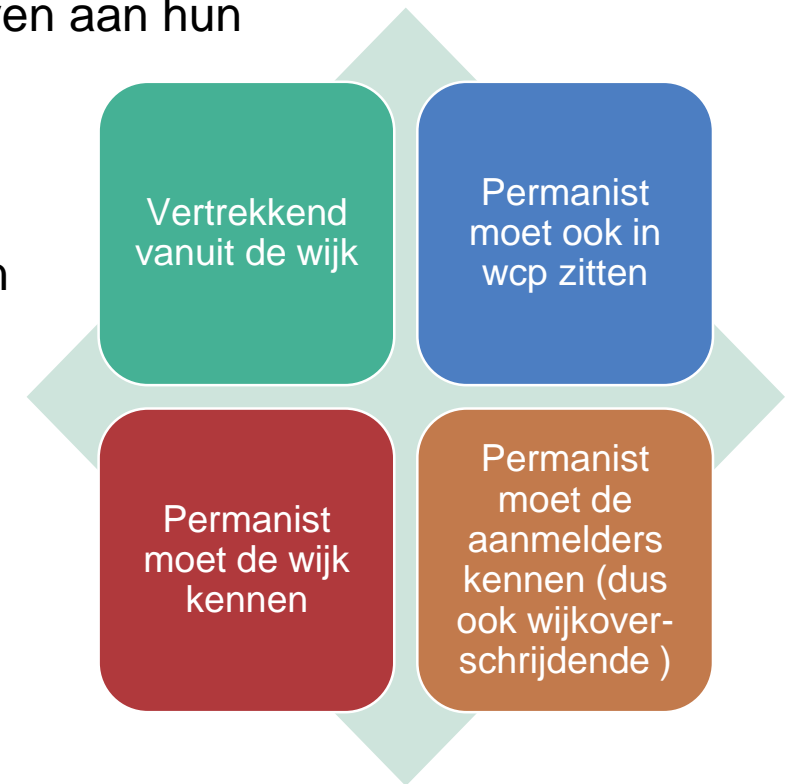 ven aan hun
Vertrekkend
vanuit de wijk
Permanist
moet ook in
wcp zitten
Permanist
moet de wijk
kennen
Permanist
moet de
aanmelders
kennen (dus
ook wijkover-
schrijdende )